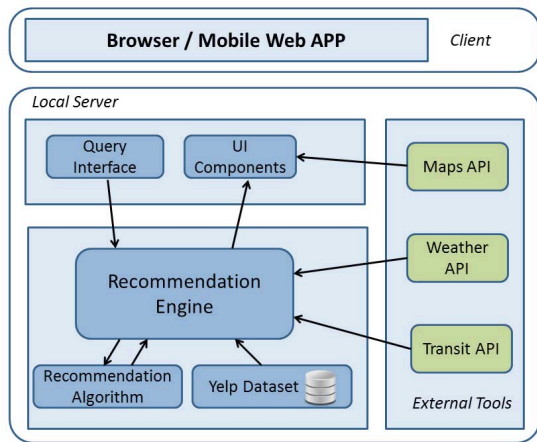 Browser / Mobile Web APP
Client
Local Server
Query
Interface
UI
Components
Maps API
Weather
API
Recommendation
Engine
Transit API
Recommendation
Algorithm
Yelp Dataset
External Tools